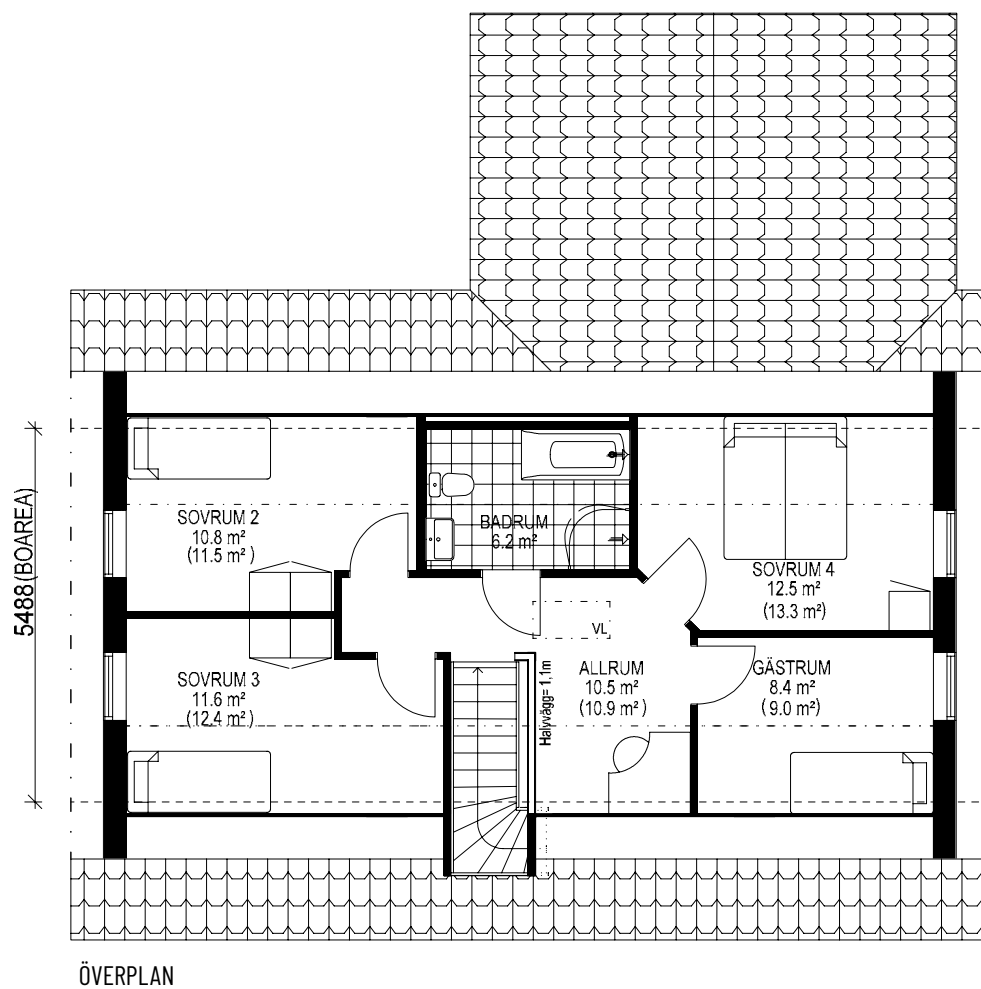 5488 (BOAREA)
SOVRUM 2
10.8 m²
(11.5 m²)
BADRUM
6.2 m²
SOVRUM 4
12.5 m²
(13.3 m²)
VL
SOVRUM 3
11.6 m²
(12.4 m²)
Halvvägg= 1,1m
ALLRUM
10.5 m²
(10.9 m²)
GÄSTRUM
8.4 m²
(9.0 m²)
ÖVERPLAN